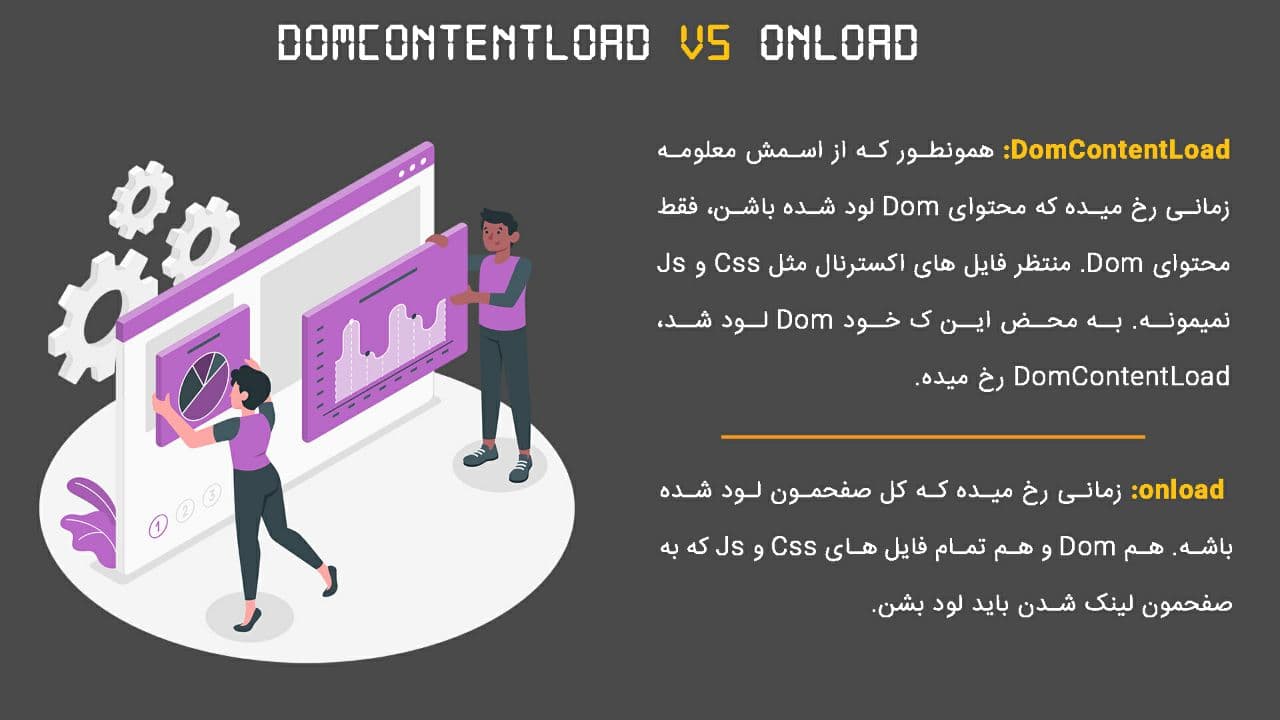 DOMCONTENTLOAD VS ONLOAD
DomContentLoad: همونطور که از اسمش معلومه
زمانی رخ میده که محتوای Dom لود شده باشن، فقط
محتوای Dom. منتظر فایل های اکسترنال مثل Css و Js
نمیمونه. به محض این ک خود Dom لود شد،
DomContentLoad رخ میده.
onload: زمانی رخ میده که کل صفحمون لود شده
باشه. هم Dom و هم تمام فایل های Css و Js که به
صفحمون لینک شدن باید لود بشن.
1 2 3